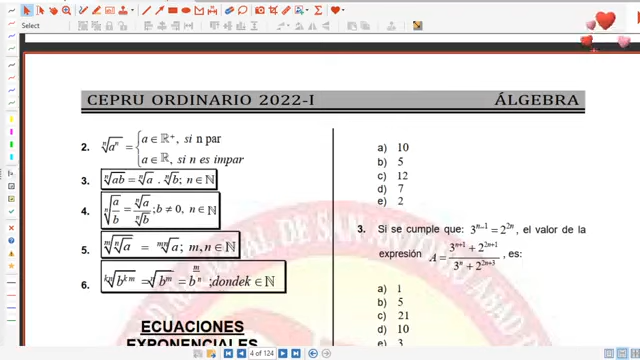 Select
CEPRU ORDINARIO 2022-I ÁLGEBRA
2. ⁿ√aⁿ = { a ∈ ℝ⁺, si n par
a ∈ ℝ, si n es impar
3. ⁿ√ab = ⁿ√a . ⁿ√b; n ∈ ℕ
4. ⁿ√(a/b) = ⁿ√a / ⁿ√b ; b ≠ 0, n ∈ ℕ
5. ᵐ√ⁿ√a = ᵐⁿ√a; m, n ∈ ℕ
6. ᵏⁿ√bᵏᵐ = ⁿ√bᵐ = b^(m/n) ; donde k ∈ ℕ
ECUACIONES
EXPONENCIALES
a) 10
b) 5
c) 12
d) 7
e) 2
3. Si se cumple que: 3ⁿ⁻¹ = 2²ⁿ, el valor de la
expresión A = (3ⁿ⁺¹ + 2²ⁿ⁺¹) / (3ⁿ + 2²ⁿ⁺³), es:
a) 1
b) 5
c) 21
d) 10
e) 3
4 of 124